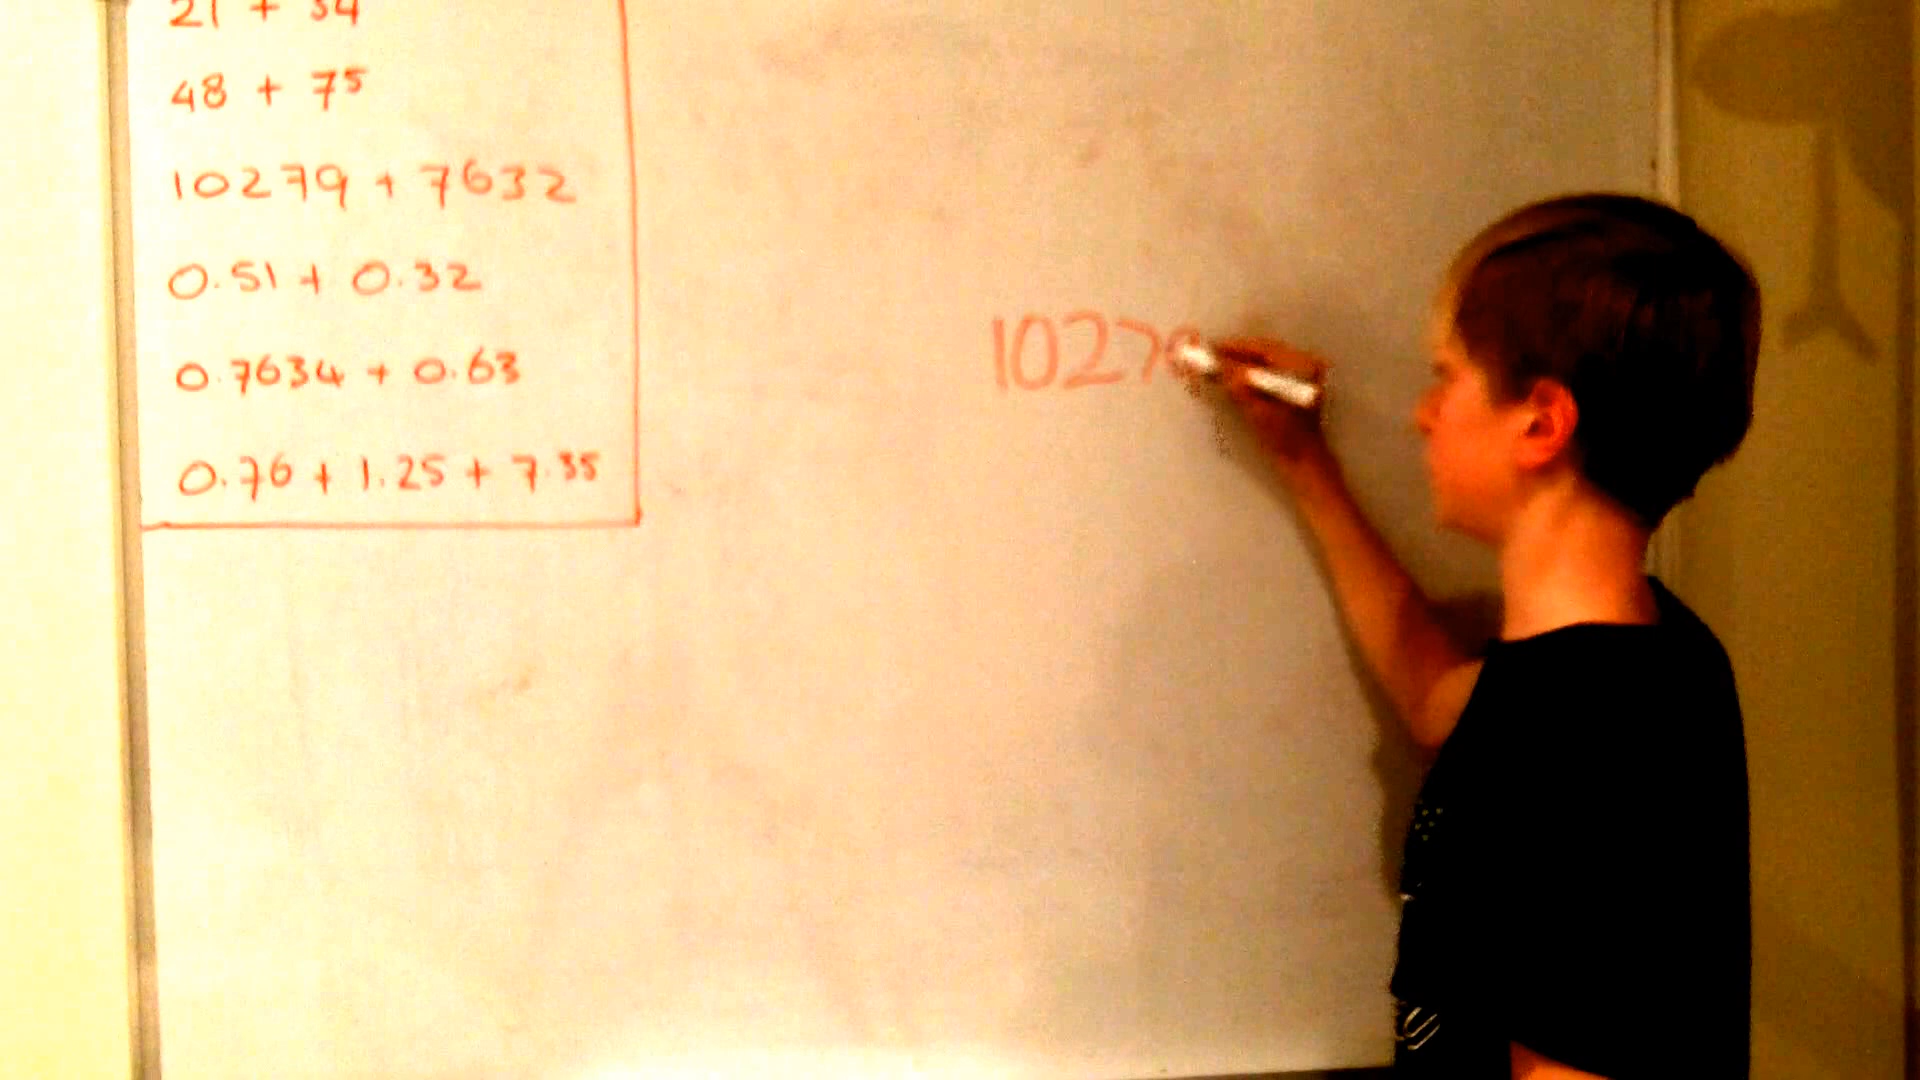 21 + 34
48 + 75
10279 + 7632
0.51 + 0.32
0.7634 + 0.63
0.76 + 1.25 + 7.35
10279